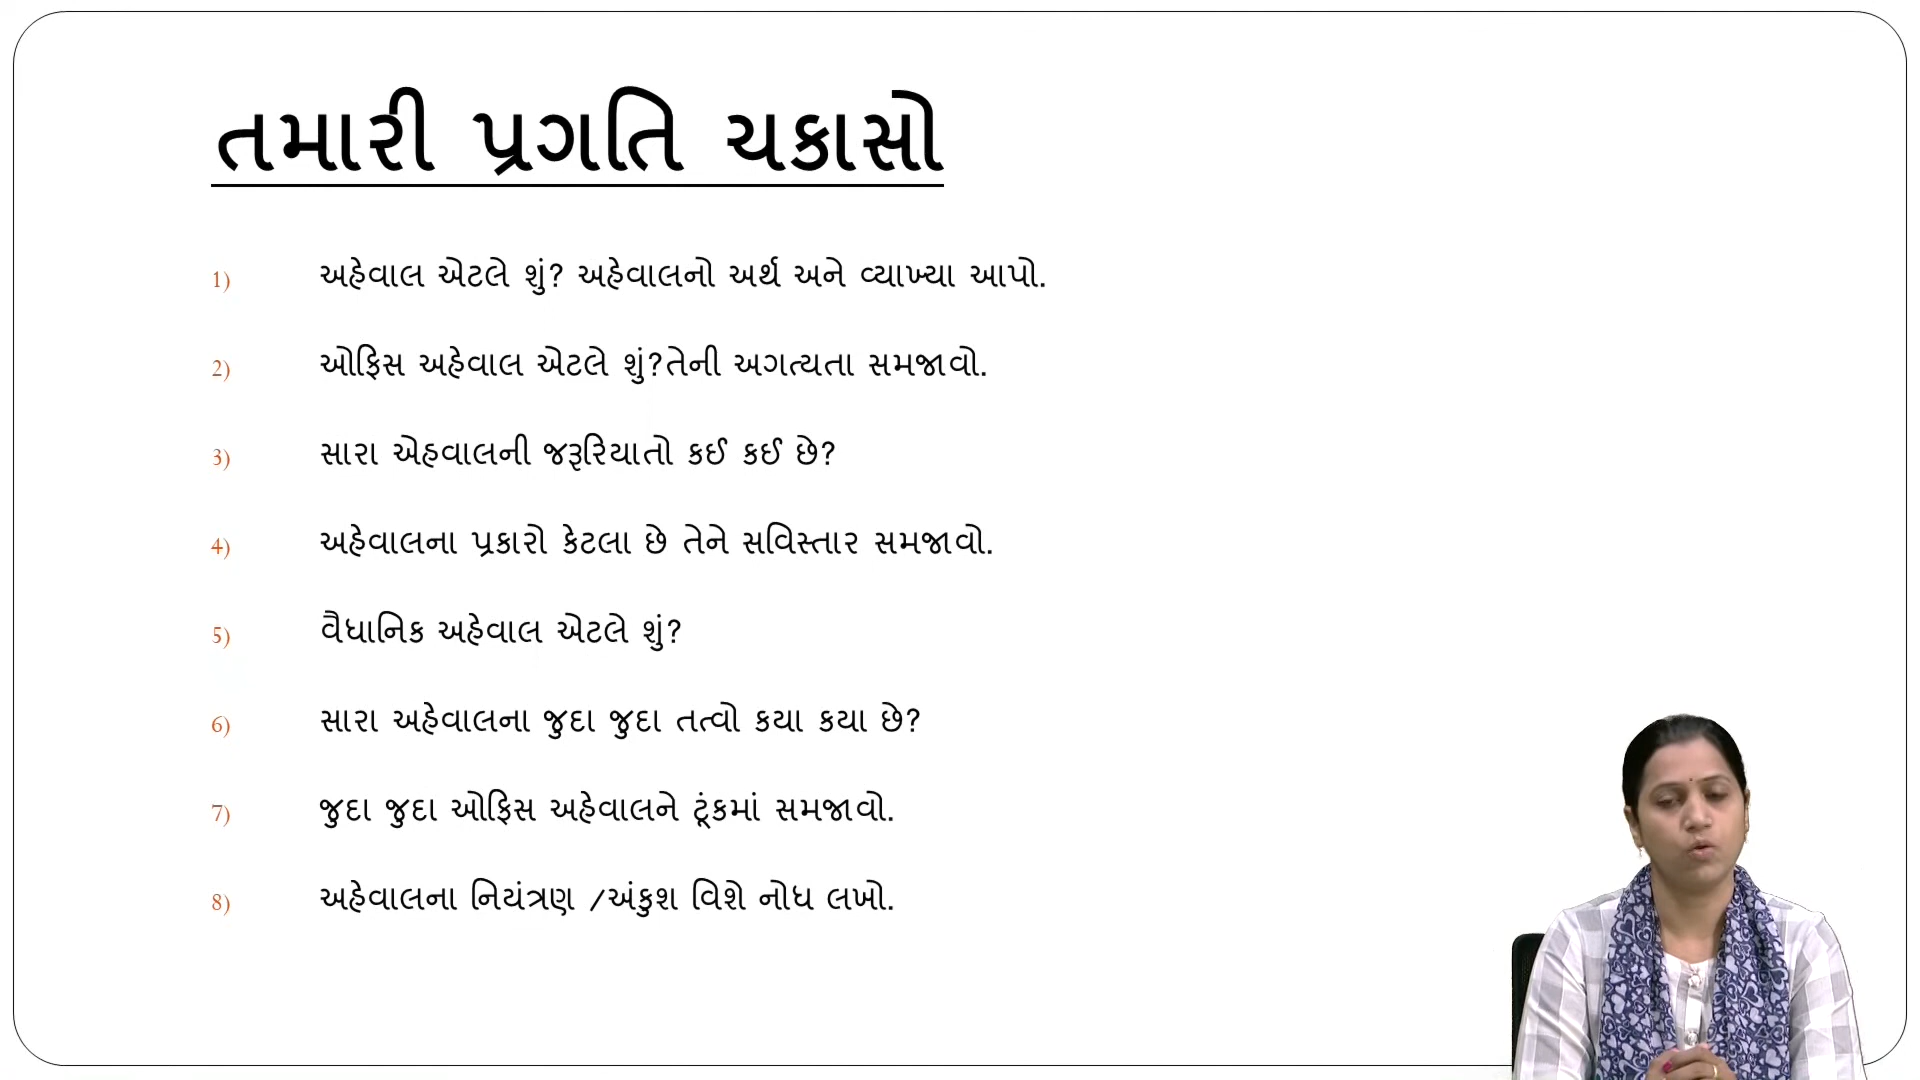 તમારી પ્રગતિ ચકાસો
1) અહેવાલ એટલે શું? અહેવાલનો અર્થ અને વ્યાખ્યા આપો.
2) ઓફિસ અહેવાલ એટલે શું?તેની અગત્યતા સમજાવો.
3) સારા એહવાલની જરૂરિયાતો કઈ કઈ છે?
4) અહેવાલના પ્રકારો કેટલા છે તેને સવિસ્તાર સમજાવો.
5) વૈધાનિક અહેવાલ એટલે શું?
6) સારા અહેવાલના જુદા જુદા તત્વો કયા કયા છે?
7) જુદા જુદા ઓફિસ અહેવાલને ટૂંકમાં સમજાવો.
8) અહેવાલના નિયંત્રણ /અંકુશ વિશે નોધ લખો.